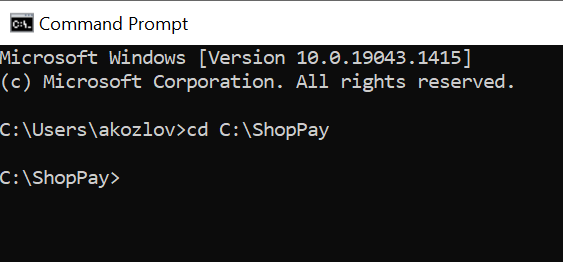 Command Prompt
Microsoft Windows [Version 10.0.19043.1415]
(c) Microsoft Corporation. All rights reserved.
C:\Users\akozlov>cd C:\ShopPay
C:\ShopPay>